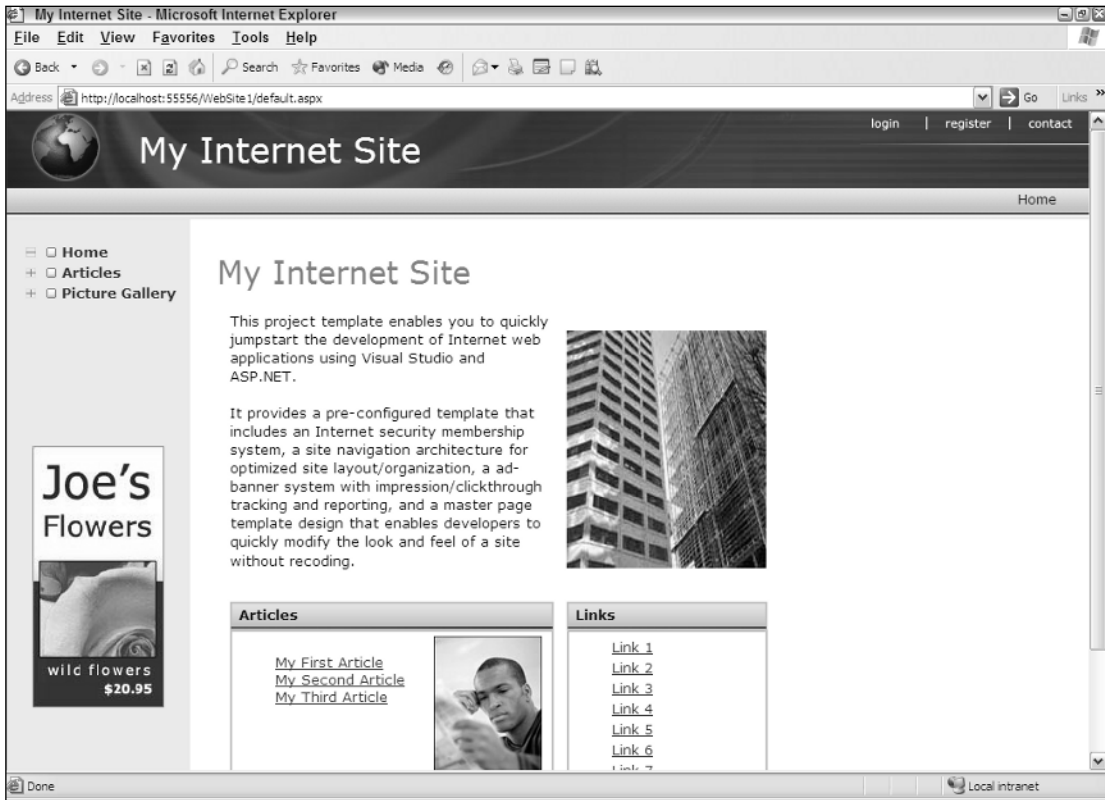 My Internet Site - Microsoft Internet Explorer
File Edit View Favorites Tools Help
Back Search Favorites Media
Address http://localhost:55556/WebSite1/default.aspx Go Links »
My Internet Site
login | register | contact
Home
Home
Articles
Picture Gallery
Joe's
Flowers
wild flowers
$20.95
My Internet Site
This project template enables you to quickly
jumpstart the development of Internet web
applications using Visual Studio and
ASP.NET.
It provides a pre-configured template that
includes an Internet security membership
system, a site navigation architecture for
optimized site layout/organization, a ad-
banner system with impression/clickthrough
tracking and reporting, and a master page
template design that enables developers to
quickly modify the look and feel of a site
without recoding.
Articles
My First Article
My Second Article
My Third Article
Links
Link 1
Link 2
Link 3
Link 4
Link 5
Link 6
Link 7
Done
Local intranet